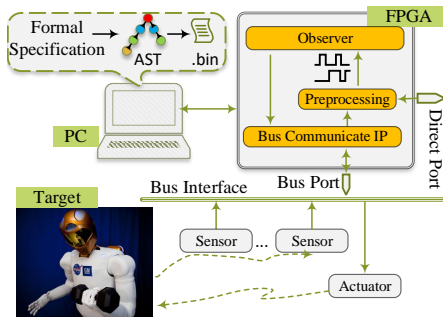 Formal
Specification
AST
.bin
PC
FPGA
Observer
Preprocessing
Bus Communicate IP
Direct Port
Bus Interface
Bus Port
Target
Sensor
...
Sensor
Actuator
GM